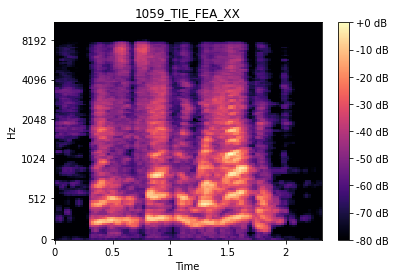 1059_TIE_FEA_XX
+0 dB
8192
-10 dB
4096
-20 dB
-30 dB
2048
Hz
-40 dB
1024
-50 dB
512
-60 dB
-70 dB
0
-80 dB
0 0.5 1 1.5 2
Time